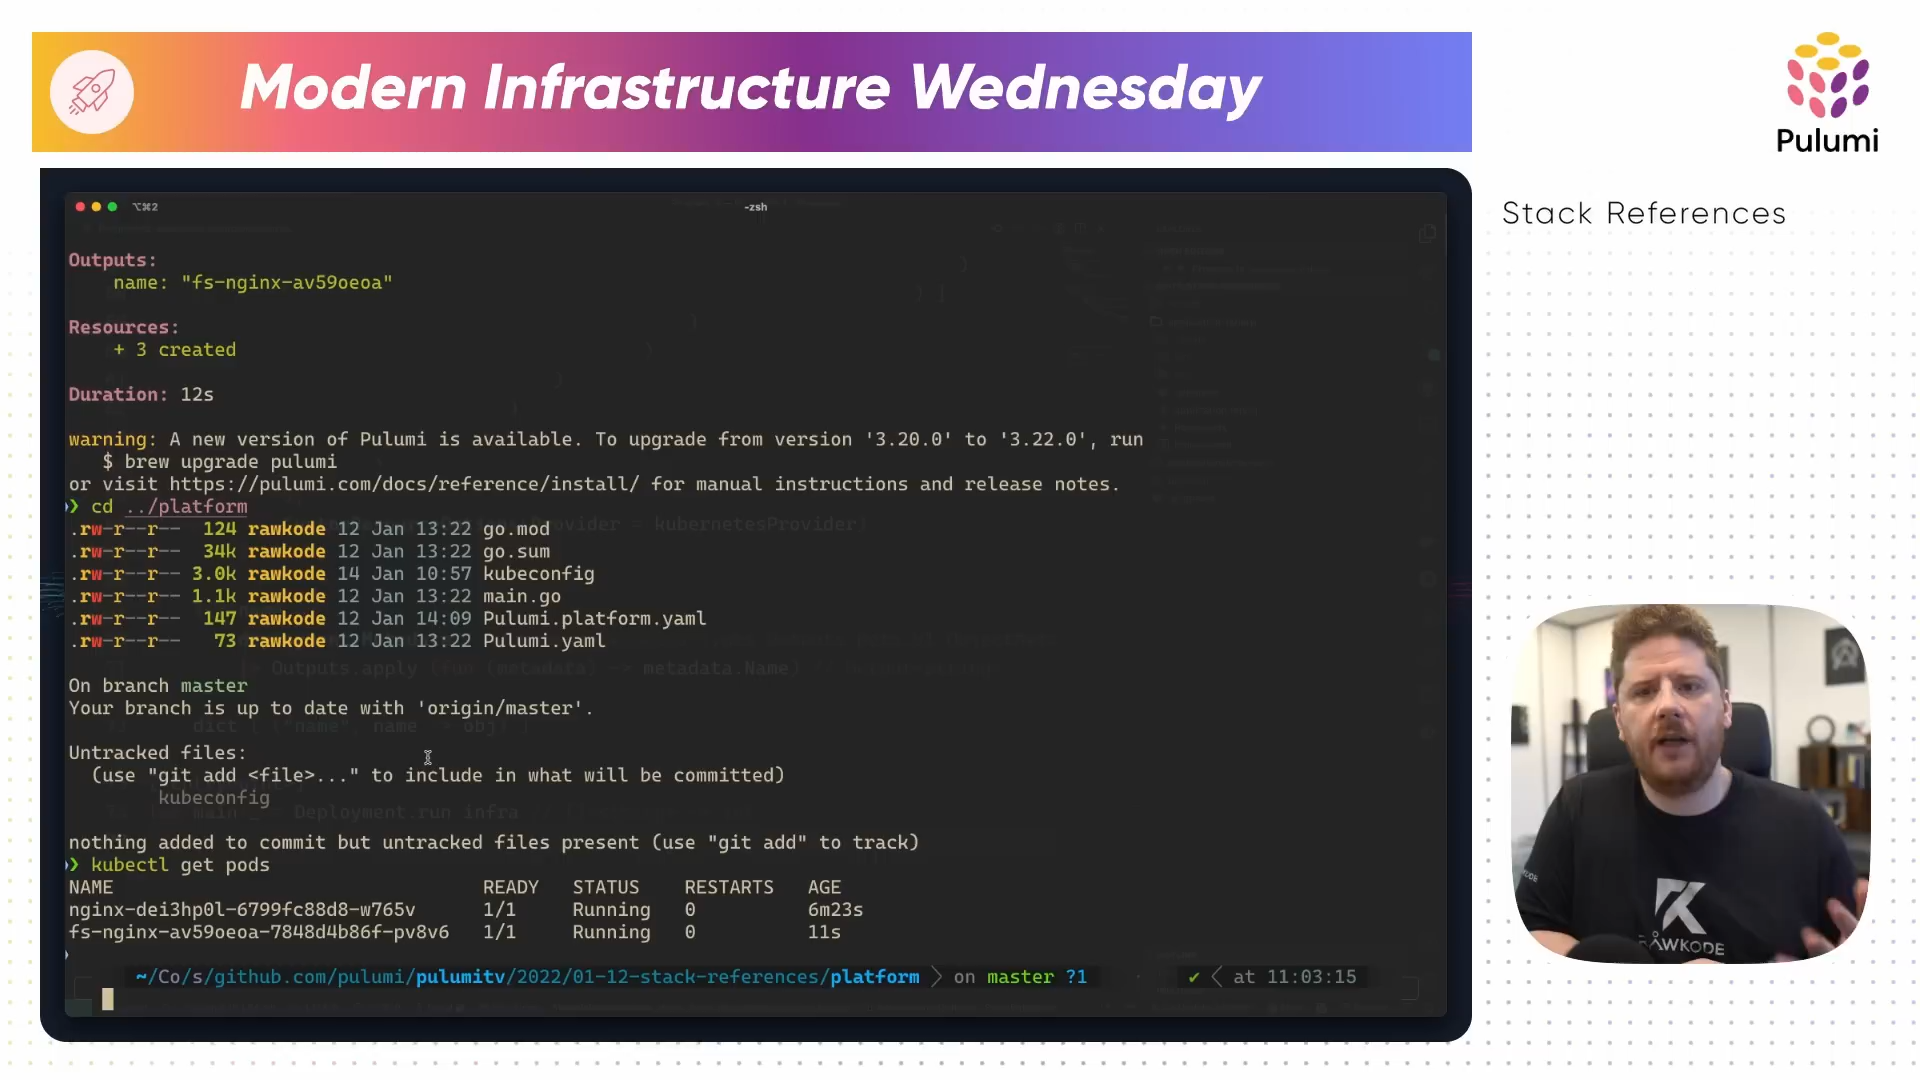 Modern Infrastructure Wednesday
Pulumi
Stack References
⌥⌘2
-zsh
Outputs:
name: "fs-nginx-av59oeoa"
Resources:
+ 3 created
Duration: 12s
warning: A new version of Pulumi is available. To upgrade from version '3.20.0' to '3.22.0', run
$ brew upgrade pulumi
or visit https://pulumi.com/docs/reference/install/ for manual instructions and release notes.
❯ cd ../platform
.rw-r--r-- 124 rawkode 12 Jan 13:22 go.mod
.rw-r--r-- 34k rawkode 12 Jan 13:22 go.sum
.rw-r--r-- 3.0k rawkode 14 Jan 10:57 kubeconfig
.rw-r--r-- 1.1k rawkode 12 Jan 13:22 main.go
.rw-r--r-- 147 rawkode 12 Jan 14:09 Pulumi.platform.yaml
.rw-r--r-- 73 rawkode 12 Jan 13:22 Pulumi.yaml
On branch master
Your branch is up to date with 'origin/master'.
Untracked files:
(use "git add <file>..." to include in what will be committed)
kubeconfig
nothing added to commit but untracked files present (use "git add" to track)
❯ kubectl get pods
NAME READY STATUS RESTARTS AGE
nginx-dei3hp0l-6799fc88d8-w765v 1/1 Running 0 6m23s
fs-nginx-av59oeoa-7848d4b86f-pv8v6 1/1 Running 0 11s
~/Co/s/github.com/pulumi/pulumitv/2022/01-12-stack-references/platform on master ?1 ✔ at 11:03:15
RAWKODE